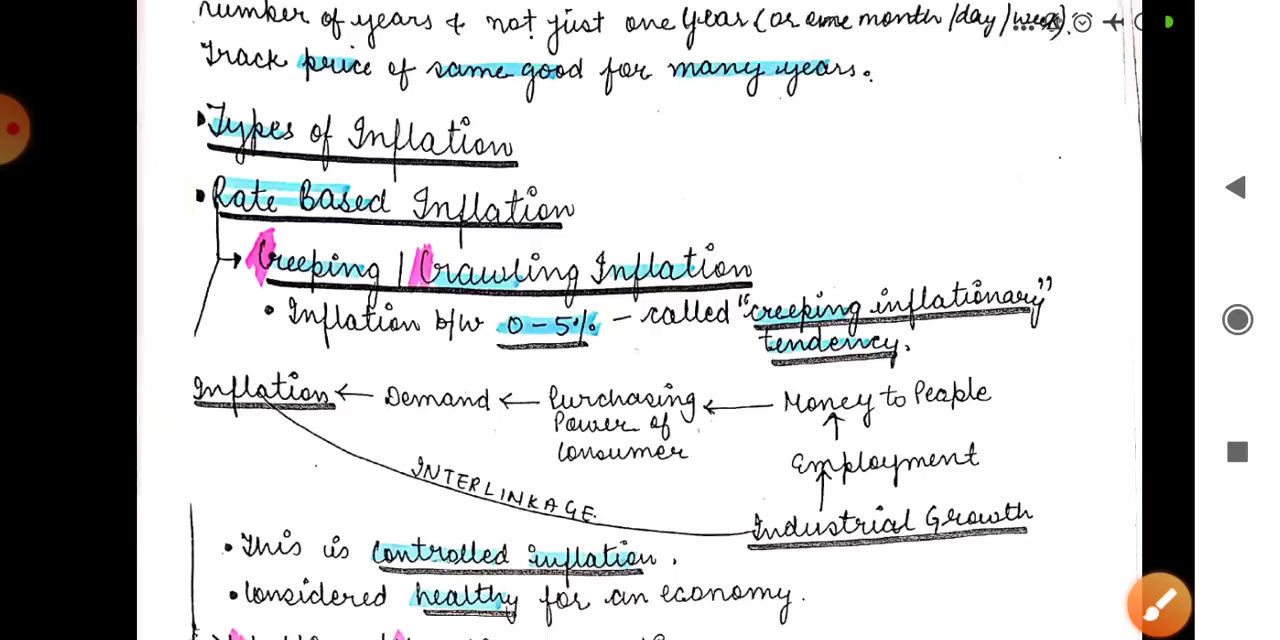 number of years & not just one year (or one month/day/week).
Track price of same good for many years.
Types of Inflation
Rate Based Inflation
Creeping | Crawling Inflation
Inflation b/w 0-5% - called "creeping inflationary tendency".
Inflation ← Demand ← Purchasing Power of Consumer ← Money to People
↑
Employment
↑
INTERLINKAGE
Industrial Growth
This is controlled inflation.
Considered healthy for an economy.